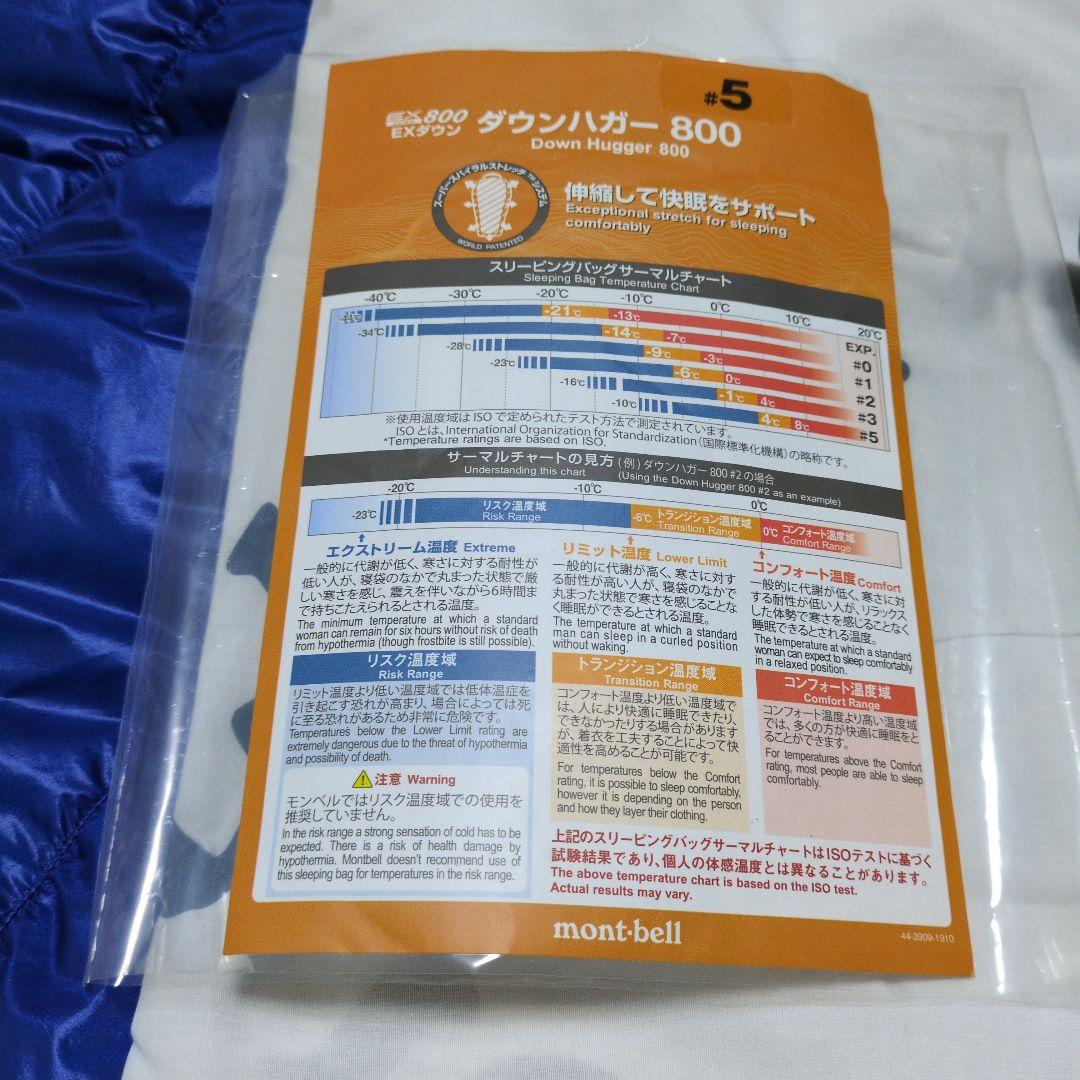 #5
EX800
EXダウン ダウンハガー 800
Down Hugger 800
スーパースパイラルストレッチ™システム
WORLD PATENTED
伸縮して快眠をサポート
Exceptional stretch for sleeping
comfortably
スリーピングバッグサーマルチャート
Sleeping Bag Temperature Chart
-40℃ -30℃ -20℃ -10℃ 0℃ 10℃ 20℃
-21℃ -13℃ EXP.
-34℃ -14℃ -7℃ #0
-28℃ -9℃ -3℃ #1
-23℃ -6℃ 0℃ #2
-16℃ -1℃ 4℃ #3
-10℃ 4℃ 8℃ #5
※使用温度域はISOで定められたテスト方法で測定されています。
ISOとは、International Organization for Standardization(国際標準化機構)の略称です。
*Temperature ratings are based on ISO.
サーマルチャートの見方 (例)ダウンハガー 800 #2 の場合
Understanding this chart (Using the Down Hugger 800 #2 as an example)
-20℃ -10℃ 0℃
-23℃ リスク温度域 -6℃ トランジション温度域 0℃ コンフォート温度域
Risk Range Transition Range Comfort Range
エクストリーム温度 Extreme
一般的に代謝が低く、寒さに対する耐性が
低い人が、寝袋のなかで丸まった状態で厳
しい寒さを感じ、震えを伴いながら6時間ま
で持ちこたえられるとされる温度。
The minimum temperature at which a standard
woman can remain for six hours without risk of death
from hypothermia (though frostbite is still possible).
リミット温度 Lower Limit
一般的に代謝が高く、寒さに対す
る耐性が高い人が、寝袋のなかで
丸まった状態で寒さを感じることな
く睡眠ができるとされる温度。
The temperature at which a standard
man can sleep in a curled position
without waking.
コンフォート温度 Comfort
一般的に代謝が低く、寒さに対
する耐性が低い人が、リラックス
した体勢で寒さを感じることなく
睡眠できるとされる温度。
The temperature at which a standard
woman can expect to sleep comfortably
in a relaxed position.
リスク温度域
Risk Range
リミット温度より低い温度域では低体温症を
引き起こす恐れが高まり、場合によっては死
に至る恐れがあるため非常に危険です。
Temperatures below the Lower Limit rating are
extremely dangerous due to the threat of hypothermia
and possibility of death.
注意 Warning
モンベルではリスク温度域での使用を
推奨していません。
In the risk range a strong sensation of cold has to be
expected. There is a risk of health damage by
hypothermia. Montbell doesn't recommend use of
this sleeping bag for temperatures in the risk range.
トランジション温度域
Transition Range
コンフォート温度より低い温度域で
は、人により快適に睡眠できたり、
できなかったりする場合があります
が、着衣を工夫することによって快
適性を高めることが可能です。
For temperatures below the Comfort
rating, it is possible to sleep comfortably,
however it is depending on the person
and how they layer their clothing.
コンフォート温度域
Comfort Range
コンフォート温度より高い温度域
では、多くの方が快適に睡眠をと
ることができます。
For temperatures above the Comfort
rating, most people are able to sleep
comfortably.
上記のスリーピングバッグサーマルチャートはISOテストに基づく
試験結果であり、個人の体感温度とは異なることがあります。
The above temperature chart is based on the ISO test.
Actual results may vary.
mont-bell
44-3909-1910